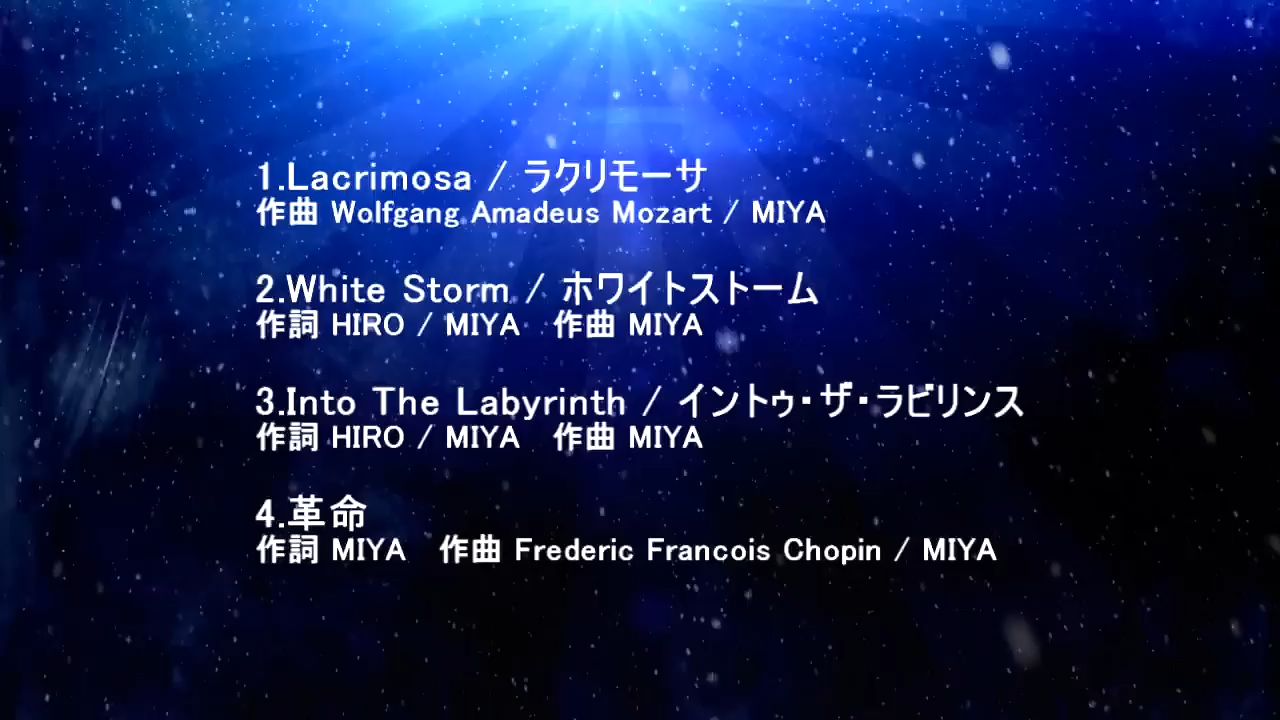 1.Lacrimosa / ラクリモーサ
作曲 Wolfgang Amadeus Mozart / MIYA
2.White Storm / ホワイトストーム
作詞 HIRO / MIYA　作曲 MIYA
3.Into The Labyrinth / イントゥ・ザ・ラビリンス
作詞 HIRO / MIYA　作曲 MIYA
4.革命
作詞 MIYA　作曲 Frederic Francois Chopin / MIYA